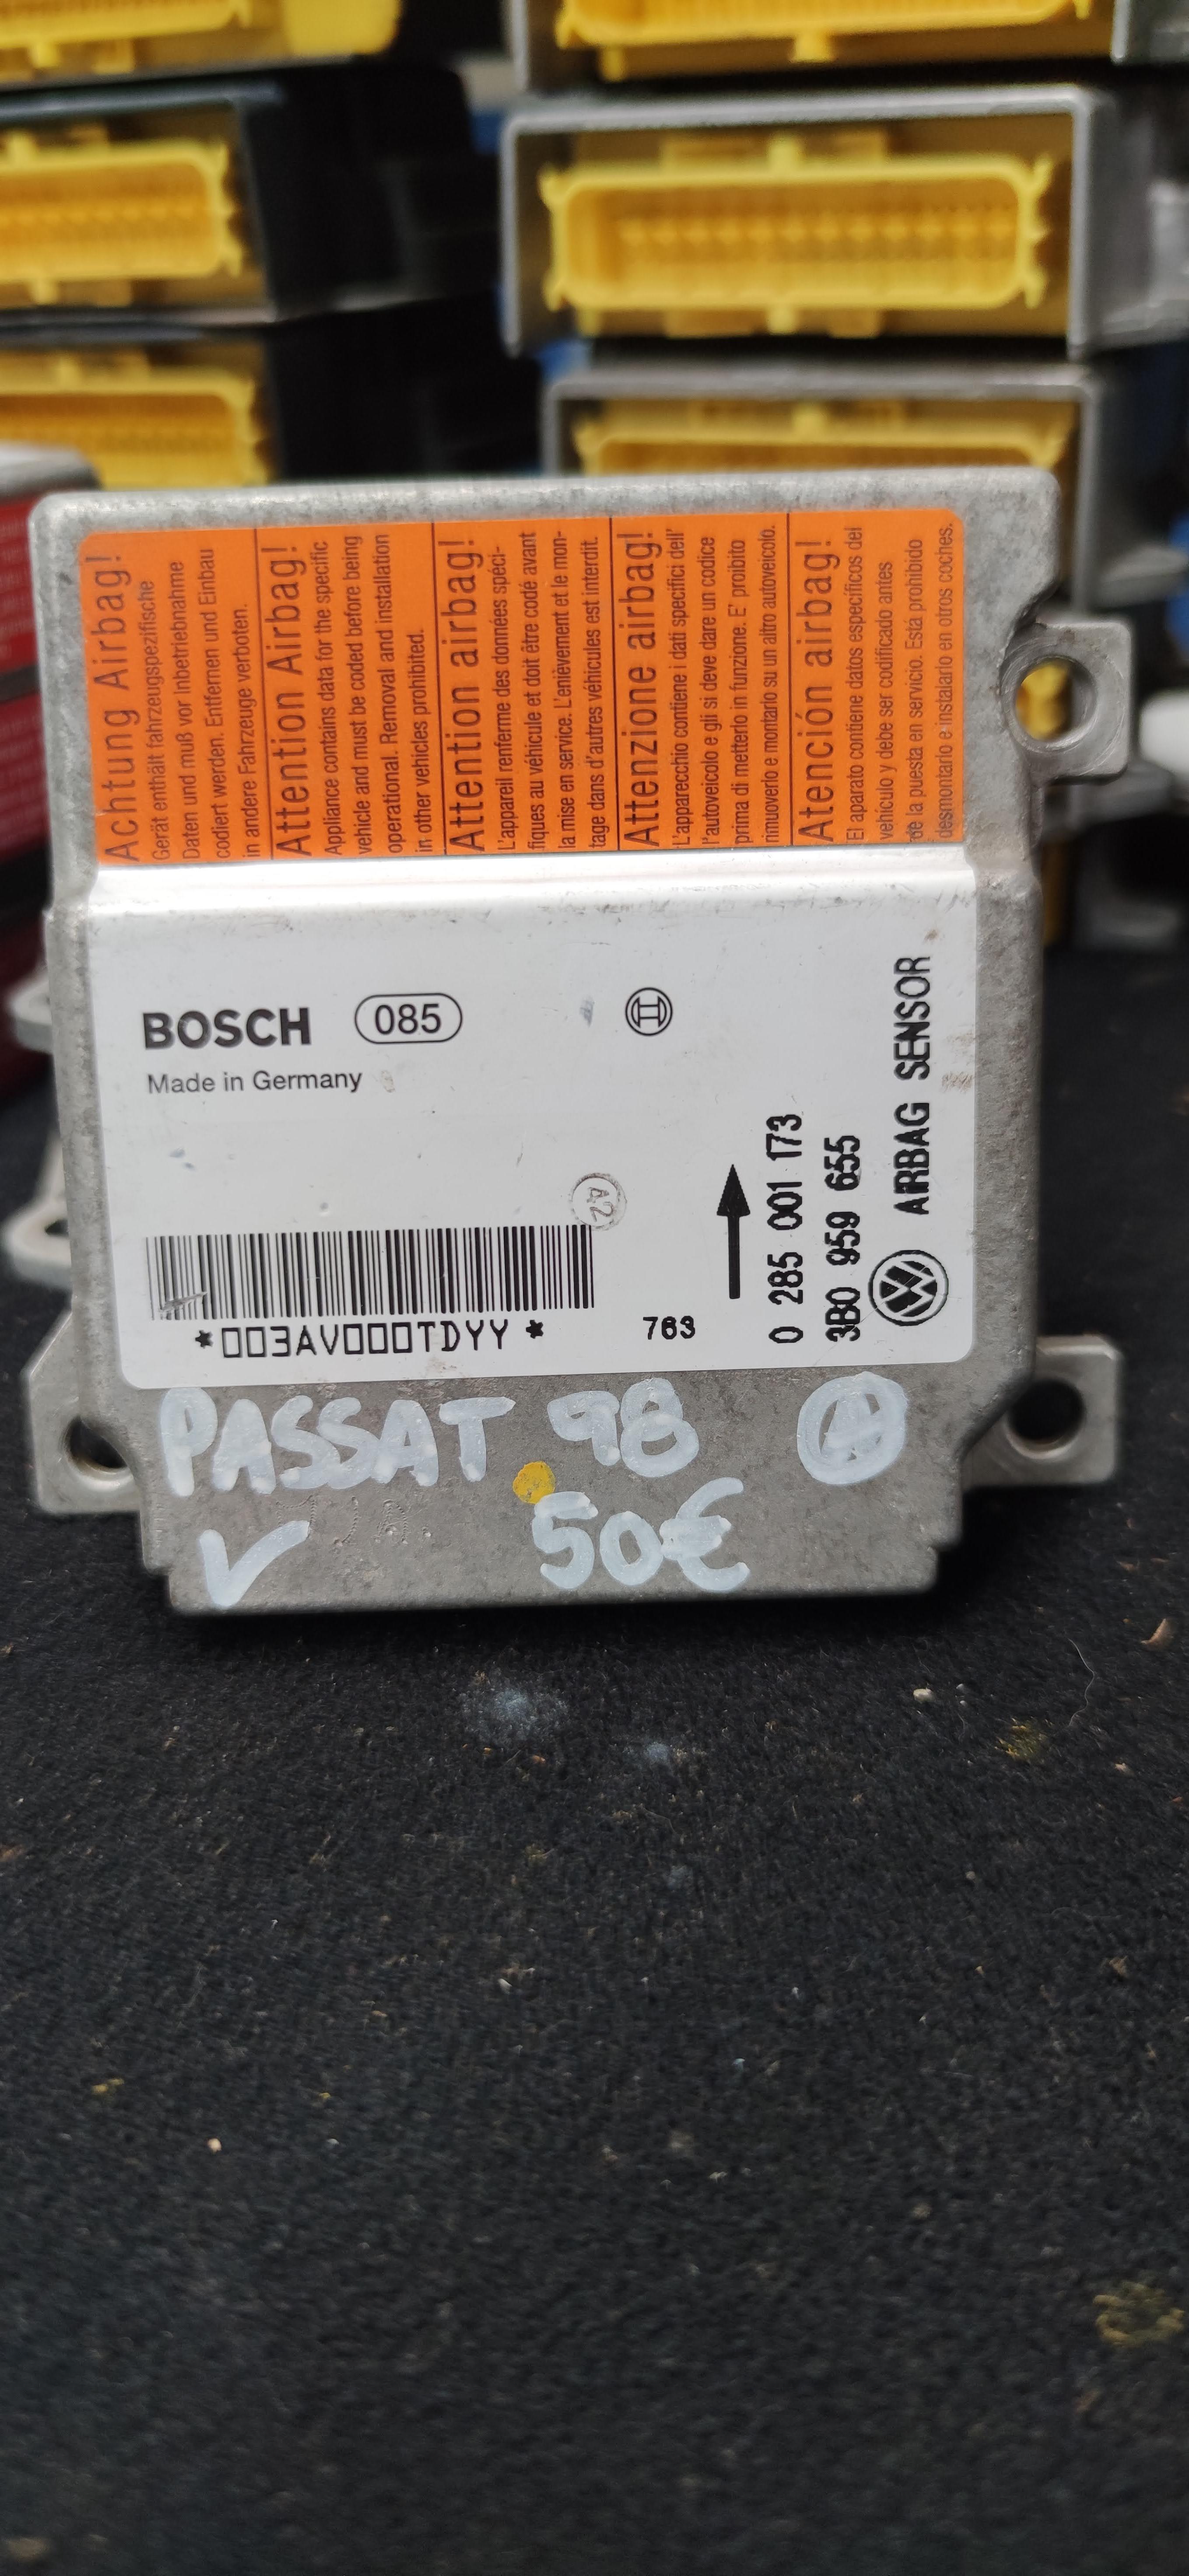 Achtung Airbag!
Gerät enthält fahrzeugspezifische
Daten und muß vor Inbetriebnahme
codiert werden. Entfernen und Einbau
in andere Fahrzeuge verboten.
Attention Airbag!
Appliance contains data for the specific
vehicle and must be coded before being
operational. Removal and installation
in other vehicles prohibited.
Attention airbag!
L'appareil renferme des données spéci-
fiques au véhicule et doit être codé avant
la mise en service. L'enièvement et le mon-
tage dans d'autres véhicules est interdit.
Attenzione airbag!
L'apparecchio contiene i dati specifici dell'
l'autoveicolo e gli si deve dare un codice
prima di metterlo in funzione. E' proibito
rimuoverlo e montarlo su un altro autoveicolo.
Atención airbag!
El aparato contiene datos específicos del
vehículo y debe ser codificado antes
de la puesta en servicio. Está prohibido
desmontarlo e instalarlo en otros coches.
BOSCH 085
Made in Germany
A2
*003AV000TDYY*
763
0 285 001 173
3B0 959 655
VW AIRBAG SENSOR
PASSAT 98 A
50€